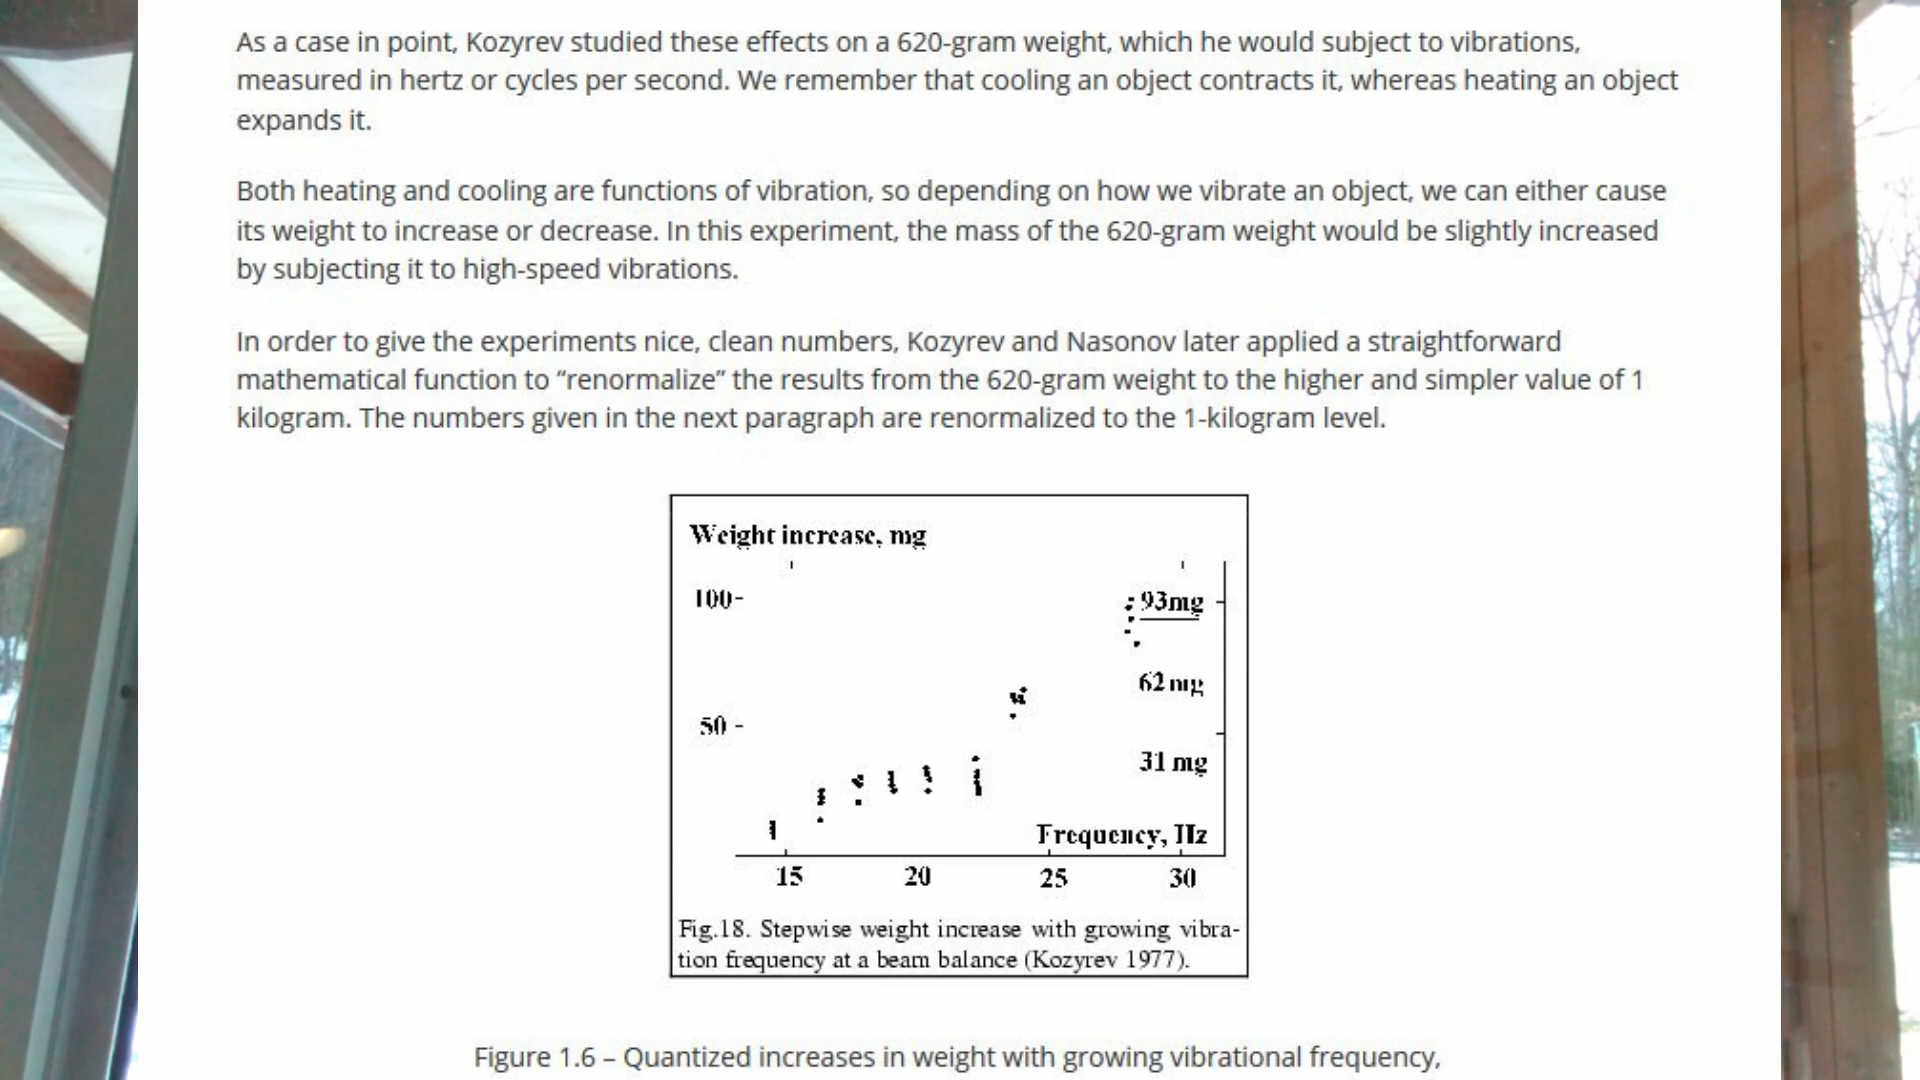 As a case in point, Kozyrev studied these effects on a 620-gram weight, which he would subject to vibrations,
measured in hertz or cycles per second. We remember that cooling an object contracts it, whereas heating an object
expands it.
Both heating and cooling are functions of vibration, so depending on how we vibrate an object, we can either cause
its weight to increase or decrease. In this experiment, the mass of the 620-gram weight would be slightly increased
by subjecting it to high-speed vibrations.
In order to give the experiments nice, clean numbers, Kozyrev and Nasonov later applied a straightforward
mathematical function to “renormalize” the results from the 620-gram weight to the higher and simpler value of 1
kilogram. The numbers given in the next paragraph are renormalized to the 1-kilogram level.
Weight increase, mg
100-
93mg
62 mg
50 -
31 mg
Frequency, Hz
15 20 25 30
Fig.18. Stepwise weight increase with growing vibra-
tion frequency at a beam balance (Kozyrev 1977).
Figure 1.6 – Quantized increases in weight with growing vibrational frequency,